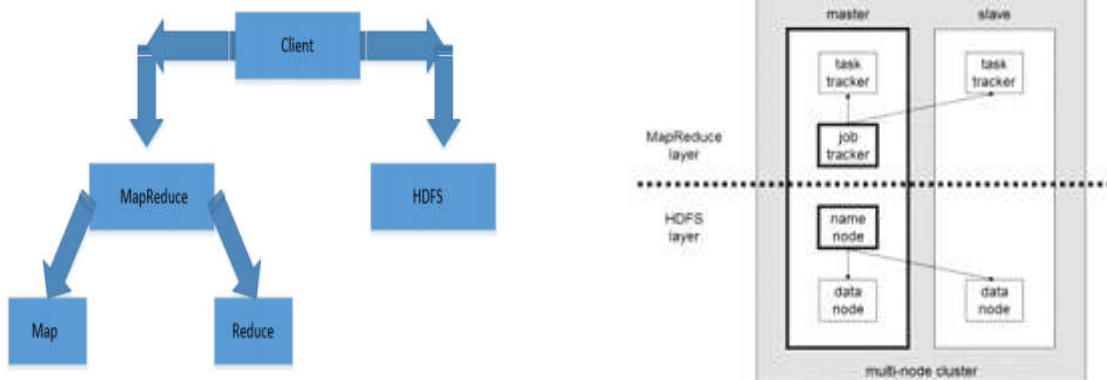 Client
MapReduce
HDFS
Map
Reduce
master
slave
task
tracker
task
tracker
MapReduce
layer
job
tracker
HDFS
layer
name
node
data
node
data
node
multi-node cluster